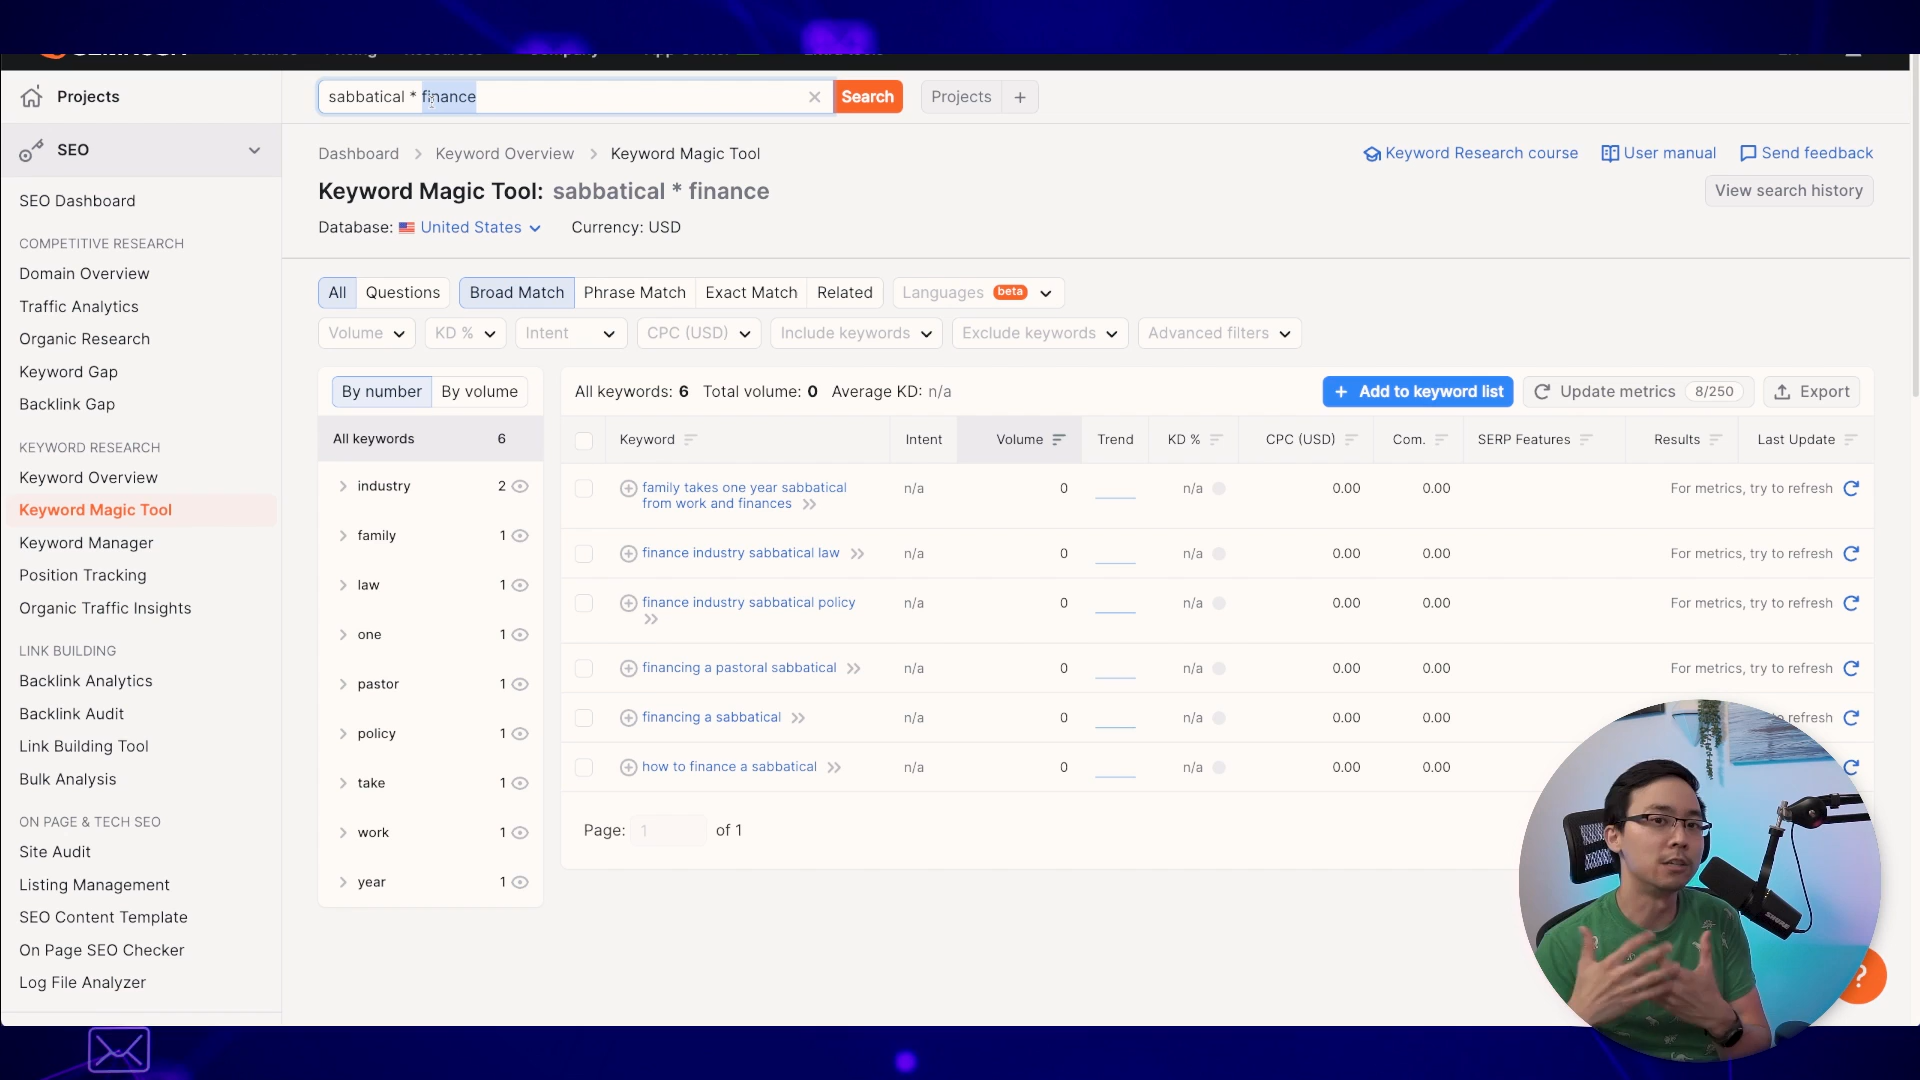 Projects
sabbatical * finance
Search
Projects
SEO
Dashboard
Keyword Overview
Keyword Magic Tool
Keyword Research course
User manual
Send feedback
Keyword Magic Tool: sabbatical * finance
View search history
Database: United States
Currency: USD
SEO Dashboard
COMPETITIVE RESEARCH
Domain Overview
Traffic Analytics
Organic Research
Keyword Gap
Backlink Gap
KEYWORD RESEARCH
Keyword Overview
Keyword Magic Tool
Keyword Manager
Position Tracking
Organic Traffic Insights
LINK BUILDING
Backlink Analytics
Backlink Audit
Link Building Tool
Bulk Analysis
ON PAGE & TECH SEO
Site Audit
Listing Management
SEO Content Template
On Page SEO Checker
Log File Analyzer
All Questions Broad Match Phrase Match Exact Match Related Languages beta
Volume KD % Intent CPC (USD) Include keywords Exclude keywords Advanced filters
By number By volume
All keywords 6
industry 2
family 1
law 1
one 1
pastor 1
policy 1
take 1
work 1
year 1
All keywords: 6 Total volume: 0 Average KD: n/a
+ Add to keyword list Update metrics 8/250 Export
Keyword Intent Volume Trend KD % CPC (USD) Com. SERP Features Results Last Update
family takes one year sabbatical n/a 0 n/a 0.00 0.00 For metrics, try to refresh
from work and finances
finance industry sabbatical law n/a 0 n/a 0.00 0.00 For metrics, try to refresh
finance industry sabbatical policy n/a 0 n/a 0.00 0.00 For metrics, try to refresh
financing a pastoral sabbatical n/a 0 n/a 0.00 0.00 For metrics, try to refresh
financing a sabbatical n/a 0 n/a 0.00 0.00 refresh
how to finance a sabbatical n/a 0 n/a 0.00 0.00
Page: 1 of 1
SHURE
?